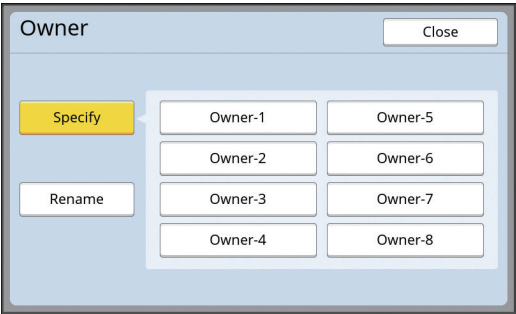 Owner
Close
Specify
Rename
Owner-1
Owner-2
Owner-3
Owner-4
Owner-5
Owner-6
Owner-7
Owner-8